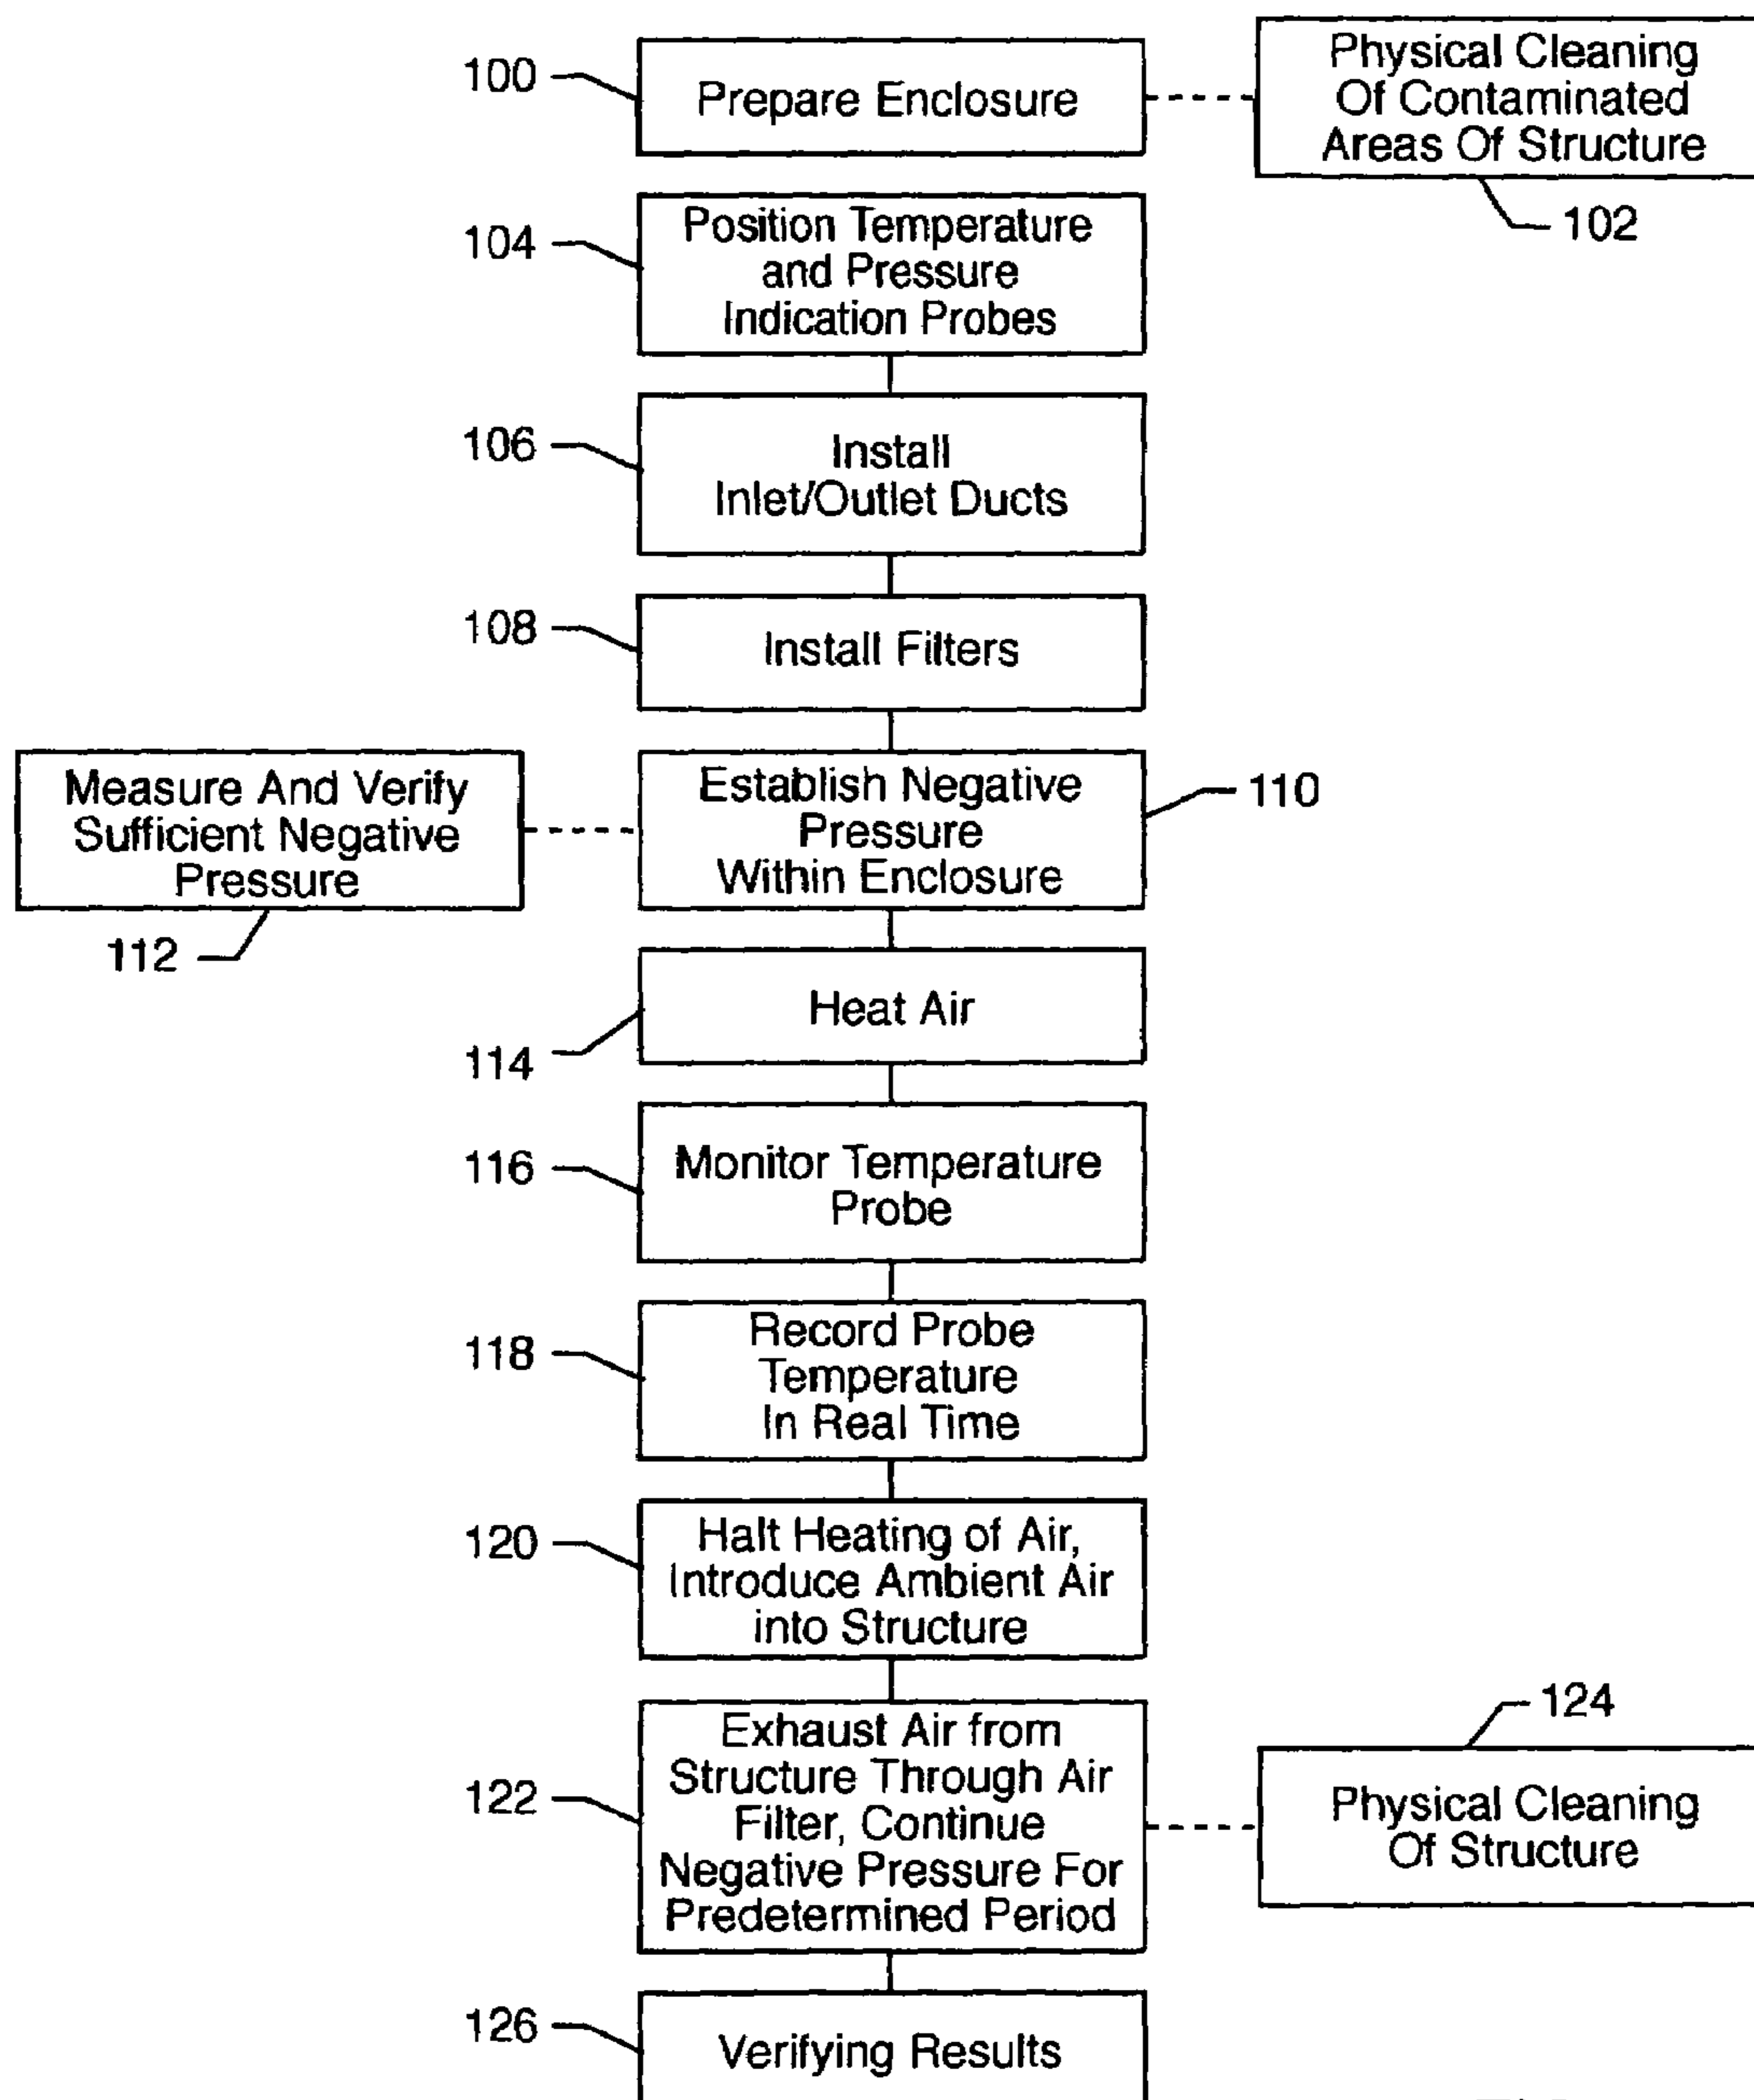 100
Prepare Enclosure
Physical Cleaning
Of Contaminated
Areas Of Structure
102
104
Position Temperature
and Pressure
Indication Probes
106
Install
Inlet/Outlet Ducts
108
Install Filters
Measure And Verify
Sufficient Negative
Pressure
112
Establish Negative
Pressure
Within Enclosure
110
114
Heat Air
116
Monitor Temperature
Probe
118
Record Probe
Temperature
In Real Time
120
Halt Heating of Air,
Introduce Ambient Air
into Structure
122
Exhaust Air from
Structure Through Air
Filter, Continue
Negative Pressure For
Predetermined Period
124
Physical Cleaning
Of Structure
126
Verifying Results